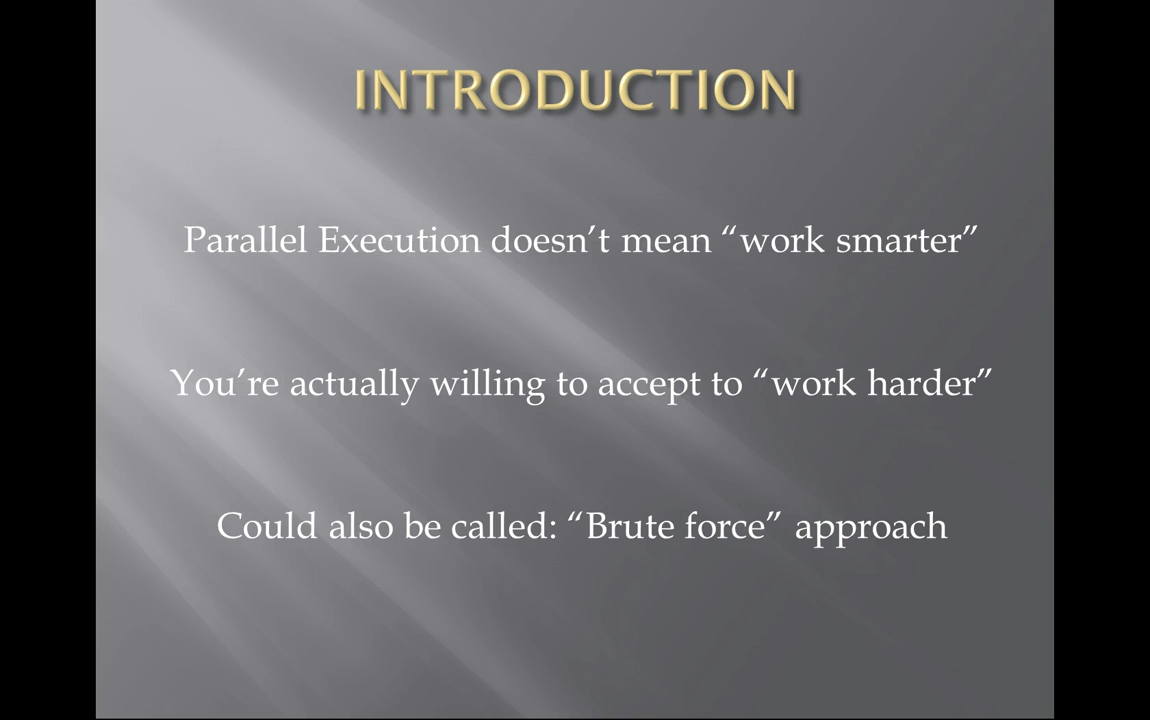 INTRODUCTION
Parallel Execution doesn’t mean “work smarter”
You’re actually willing to accept to “work harder”
Could also be called: “Brute force” approach